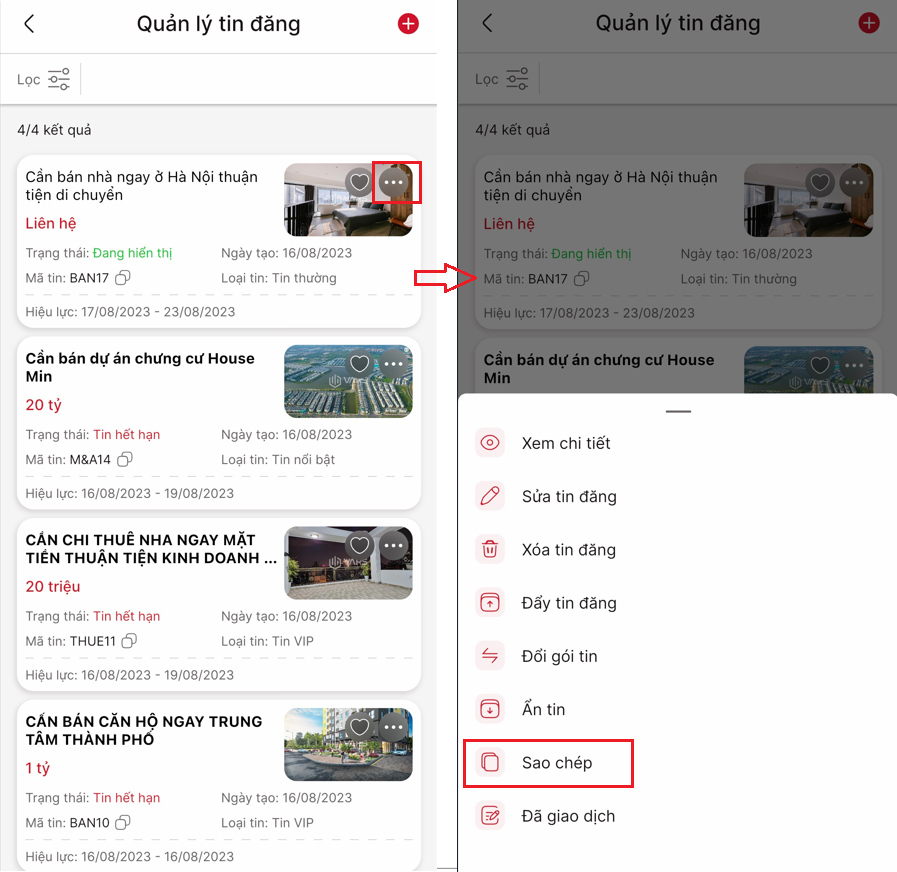 Quản lý tin đăng
Lọc
4/4 kết quả
Cần bán nhà ngay ở Hà Nội thuận
tiện di chuyển
Liên hệ
Trạng thái: Đang hiển thị
Ngày tạo: 16/08/2023
Mã tin: BAN17
Loại tin: Tin thường
Hiệu lực: 17/08/2023 - 23/08/2023
Cần bán dự án chưng cư House
Min
20 tỷ
Trạng thái: Tin hết hạn
Ngày tạo: 16/08/2023
Mã tin: M&A14
Loại tin: Tin nổi bật
Hiệu lực: 16/08/2023 - 19/08/2023
CẦN CHI THUÊ NHA NGAY MẶT
TIỀN THUẬN TIỆN KINH DOANH ...
20 triệu
Trạng thái: Tin hết hạn
Ngày tạo: 16/08/2023
Mã tin: THUE11
Loại tin: Tin VIP
Hiệu lực: 16/08/2023 - 19/08/2023
CẦN BÁN CĂN HỘ NGAY TRUNG
TÂM THÀNH PHỐ
1 tỷ
Trạng thái: Tin hết hạn
Ngày tạo: 16/08/2023
Mã tin: BAN10
Loại tin: Tin VIP
Hiệu lực: 16/08/2023 - 16/08/2023
Quản lý tin đăng
Lọc
4/4 kết quả
Cần bán nhà ngay ở Hà Nội thuận
tiện di chuyển
Liên hệ
Trạng thái: Đang hiển thị
Ngày tạo: 16/08/2023
Mã tin: BAN17
Loại tin: Tin thường
Hiệu lực: 17/08/2023 - 23/08/2023
Cần bán dự án chưng cư House
Min
Xem chi tiết
Sửa tin đăng
Xóa tin đăng
Đẩy tin đăng
Đổi gói tin
Ẩn tin
Sao chép
Đã giao dịch